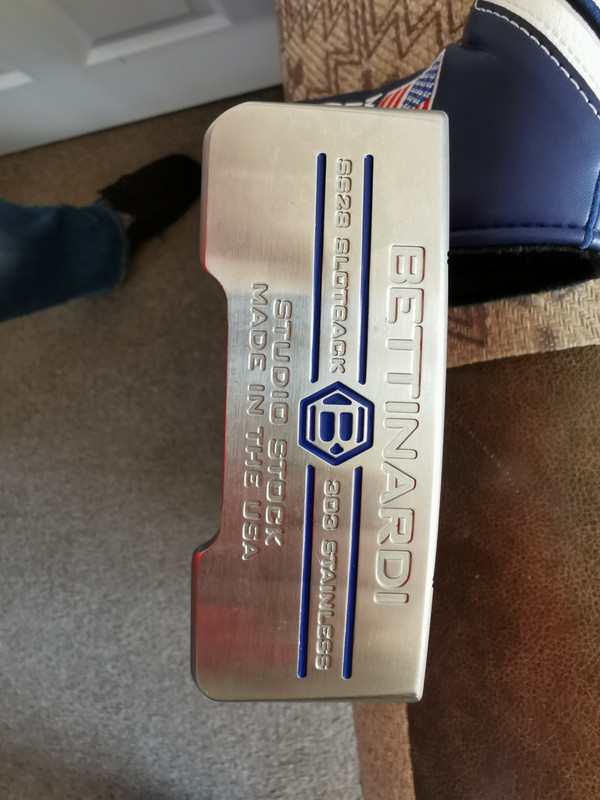 BETTINARDI
SS28 SLOTBACK B 303 STAINLESS
STUDIO STOCK
MADE IN THE USA